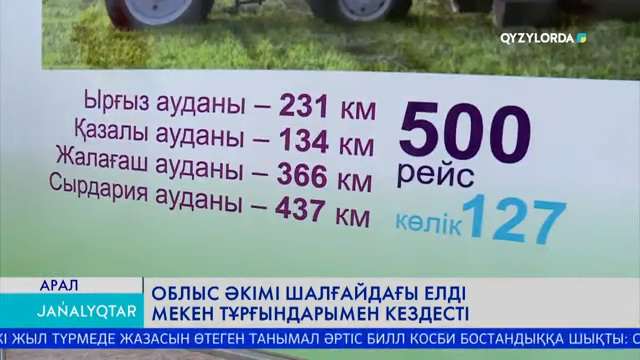 QYZYLORDA
Ырғыз ауданы – 231 км
Қазалы ауданы – 134 км
Жалағаш ауданы – 366 км
Сырдария ауданы – 437 км
500
рейс
көлік 127
АРАЛ
JAŃALYQTAR
ОБЛЫС ӘКІМІ ШАЛҒАЙДАҒЫ ЕЛДІ
МЕКЕН ТҰРҒЫНДАРЫМЕН КЕЗДЕСТІ
КІ ЖЫЛ ТҮРМЕДЕ ЖАЗАСЫН ӨТЕГЕН ТАНЫМАЛ ӘРТІС БИЛЛ КОСБИ БОСТАНДЫҚҚА ШЫҚТЫ: С